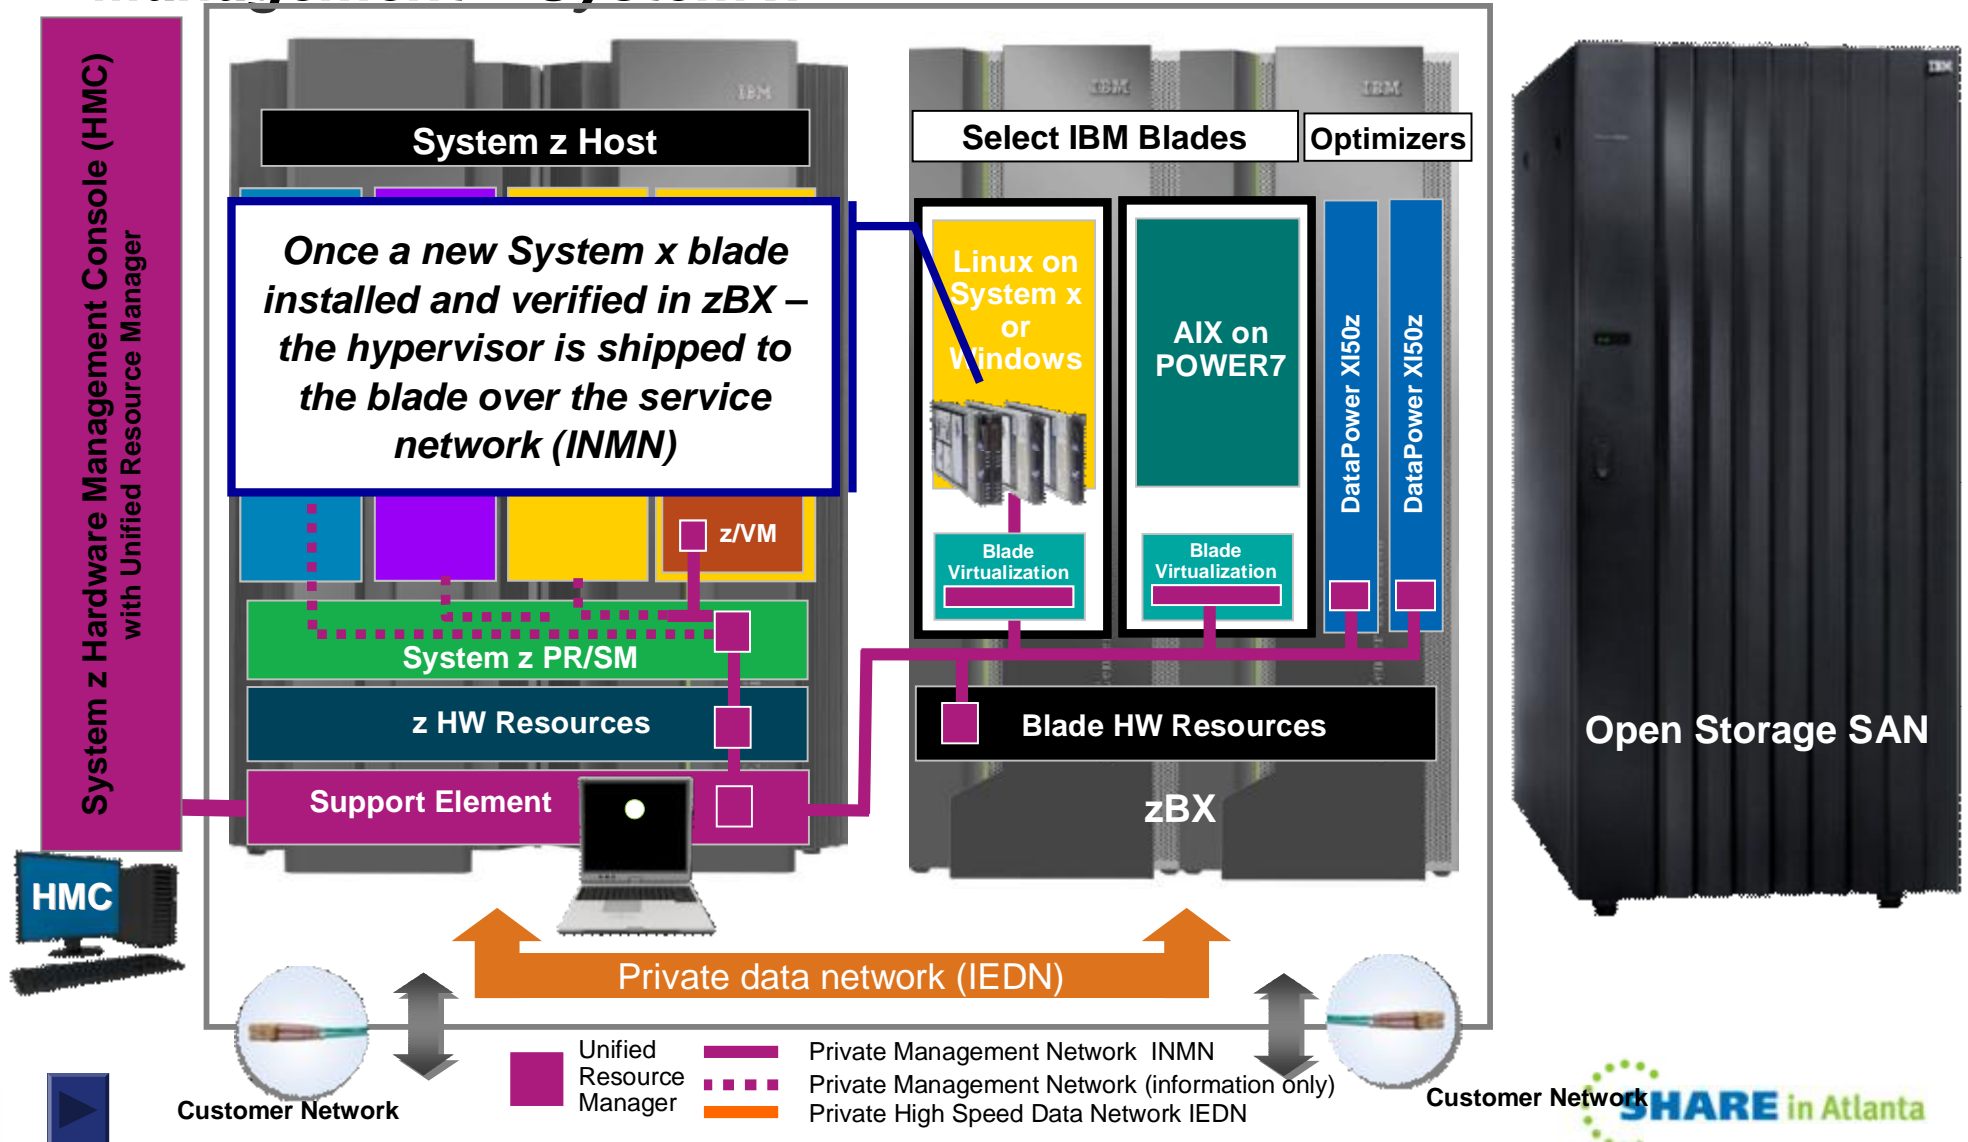 System z Hardware Management Console (HMC)
with Unified Resource Manager
HMC
IBM
System z Host
Once a new System x blade
installed and verified in zBX –
the hypervisor is shipped to
the blade over the service
network (INMN)
z/VM
System z PR/SM
z HW Resources
Support Element
IBM
IBM
Select IBM Blades
Optimizers
Linux on
System x
or
Windows
AIX on
POWER7
DataPower XI50z
DataPower XI50z
Blade
Virtualization
Blade
Virtualization
Blade HW Resources
zBX
IBM
Open Storage SAN
Private data network (IEDN)
Customer Network
Unified
Resource
Manager
Private Management Network INMN
Private Management Network (information only)
Private High Speed Data Network IEDN
Customer Network
SHARE in Atlanta